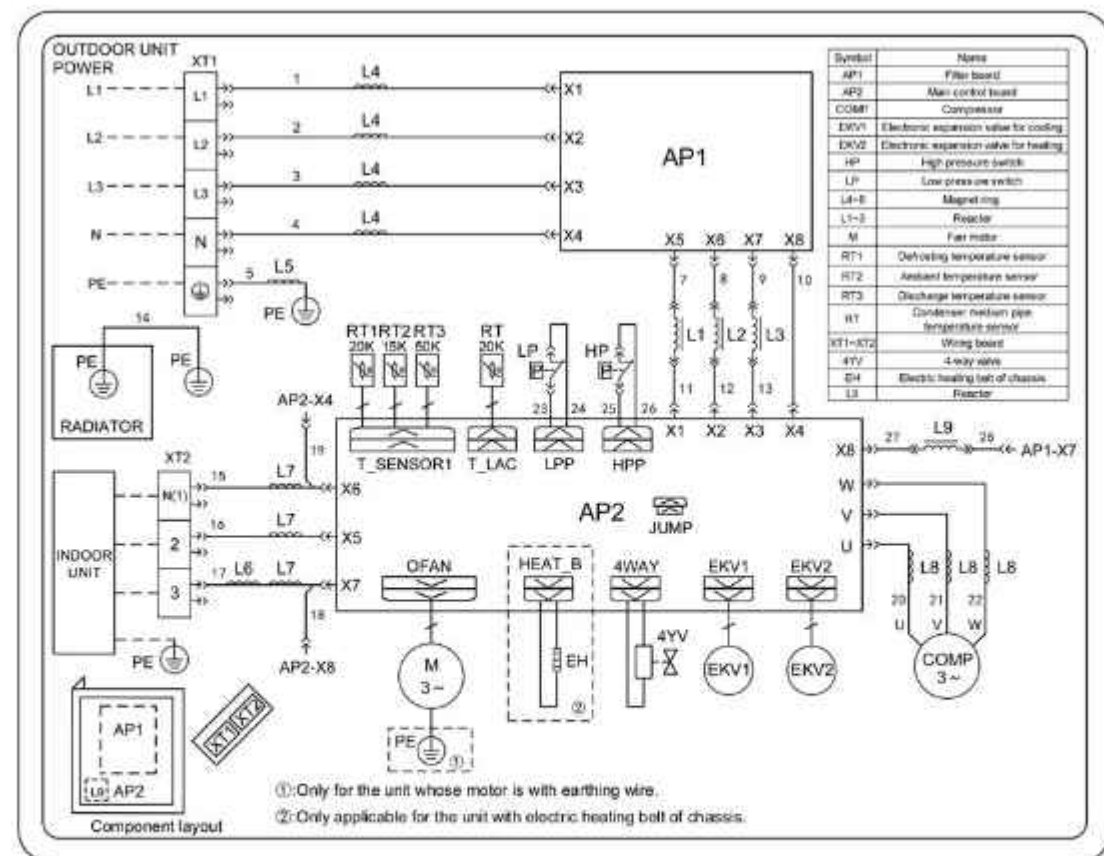 OUTDOOR UNIT
POWER
XT1
L1
L1
1
L4
X1
L2
L2
2
L4
X2
L3
L3
3
L4
X3
N
N
4
L4
X4
PE
5
L5
PE
AP1
X5 X6 X7 X8
7 8 9 10
L1 L2 L3
11 12 13
Symbol Name
AP1 Filter board
AP2 Main control board
COMP Compressor
EKV1 Electronic expansion valve for cooling
EKV2 Electronic expansion valve for heating
HP High pressure switch
LP Low pressure switch
L4~8 Magnet ring
L1~3 Reactor
M Fan motor
RT1 Defrosting temperature sensor
RT2 Ambient temperature sensor
RT3 Discharge temperature sensor
RT Condenser medium pipe
temperature sensor
XT1~XT2 Wiring board
4YV 4-way valve
EH Electric heating belt of chassis
Reactor
14
PE PE
RADIATOR
RT1 RT2 RT3
20K 15K 50K
RT
20K
LP
HP
23 24 25 26
T_SENSOR1 T_LAC LPP HPP
X1 X2 X3 X4
AP2-X4
19
XT2
INDOOR
UNIT
N(1)
15
L7
X6
2
16
L7
X5
3
17
L6
L7
X7
18
AP2-X8
PE
AP2
JUMP
X8
27
L9
28
AP1-X7
W
V
U
L8 L8 L8
20 21 22
U V W
COMP
3~
OFAN HEAT_B 4WAY EKV1 EKV2
M
3~
EH
②
4YV
EKV1
EKV2
PE
①
AP1
L9 AP2
XT1 XT2
Component layout
①:Only for the unit whose motor is with earthing wire.
②:Only applicable for the unit with electric heating belt of chassis.